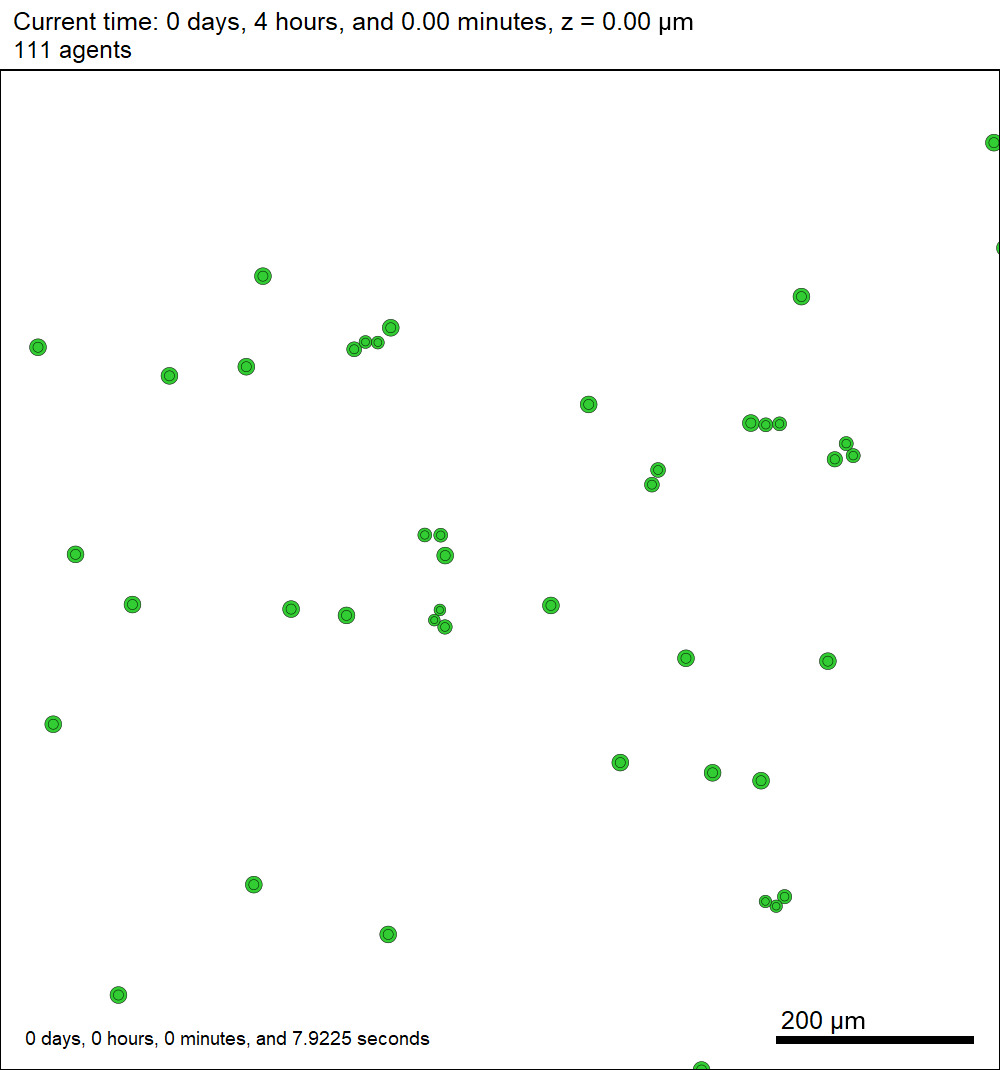 Current time: 0 days, 4 hours, and 0.00 minutes, z = 0.00 µm
111 agents
200 µm
0 days, 0 hours, 0 minutes, and 7.9225 seconds